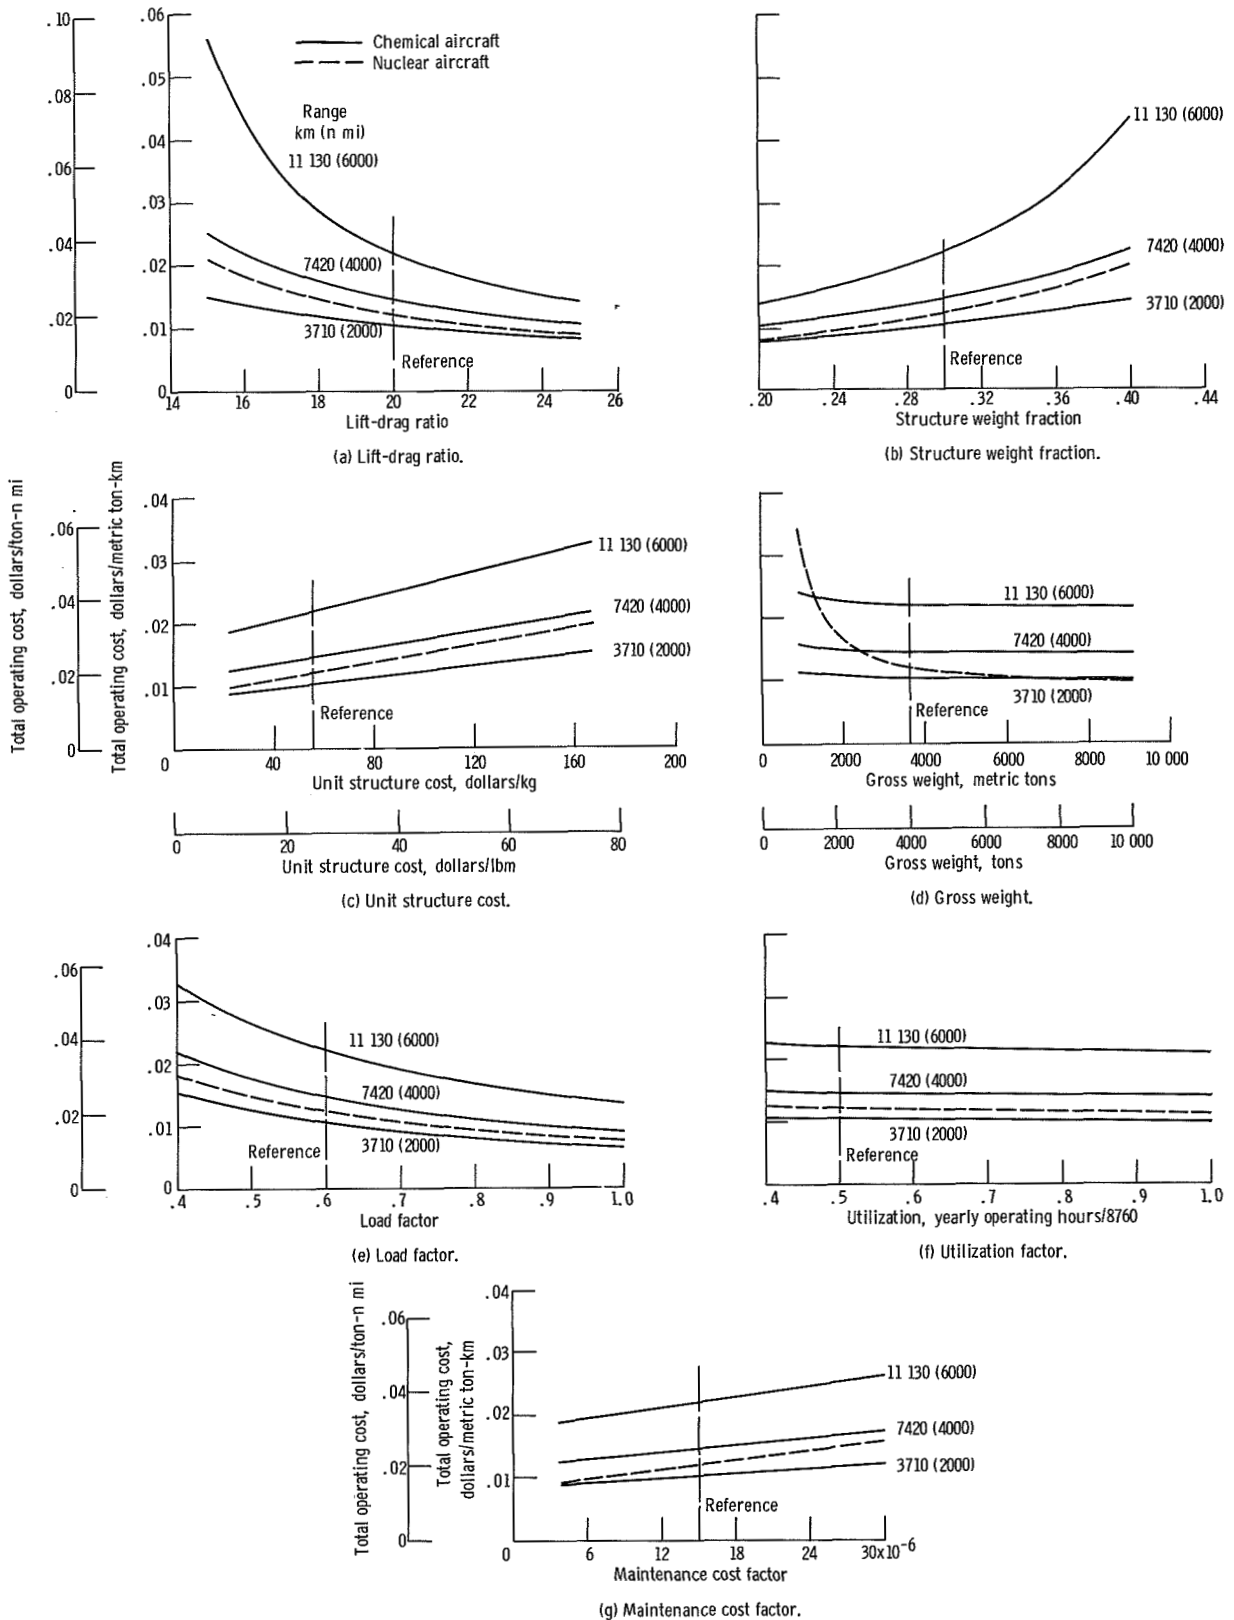 .10
.08
.06
.04
.02
0
.06
.05
.04
.03
.02
.01
0
Chemical aircraft
Nuclear aircraft
Range
km (n mi)
11 130 (6000)
7420 (4000)
3710 (2000)
Reference
14 16 18 20 22 24 26
Lift-drag ratio
(a) Lift-drag ratio.
11 130 (6000)
7420 (4000)
3710 (2000)
Reference
.20 .24 .28 .32 .36 .40 .44
Structure weight fraction
(b) Structure weight fraction.
Total operating cost, dollars/ton-n mi
Total operating cost, dollars/metric ton-km
.06
.04
.02
0
.04
.03
.02
.01
11 130 (6000)
7420 (4000)
3710 (2000)
Reference
0 40 80 120 160 200
Unit structure cost, dollars/kg
0 20 40 60 80
Unit structure cost, dollars/lbm
(c) Unit structure cost.
11 130 (6000)
7420 (4000)
3710 (2000)
Reference
0 2000 4000 6000 8000 10 000
Gross weight, metric tons
0 2000 4000 6000 8000 10 000
Gross weight, tons
(d) Gross weight.
.06
.04
.02
0
.04
.03
.02
.01
0
11 130 (6000)
7420 (4000)
3710 (2000)
Reference
.4 .5 .6 .7 .8 .9 1.0
Load factor
(e) Load factor.
11 130 (6000)
7420 (4000)
3710 (2000)
Reference
.4 .5 .6 .7 .8 .9 1.0
Utilization, yearly operating hours/8760
(f) Utilization factor.
Total operating cost, dollars/ton-n mi
.06
.04
.02
0
Total operating cost,
dollars/metric ton-km
.04
.03
.02
.01
11 130 (6000)
7420 (4000)
3710 (2000)
Reference
0 6 12 18 24 30x10-6
Maintenance cost factor
(g) Maintenance cost factor.